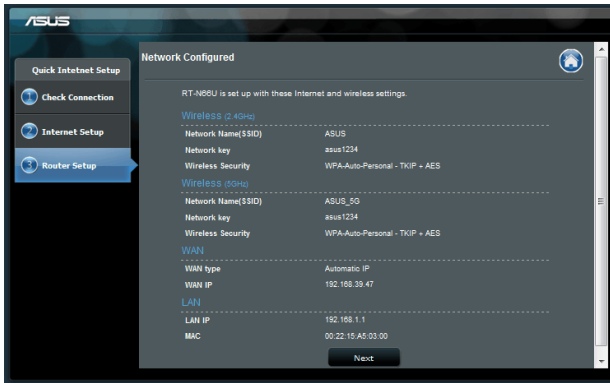 ASUS
Quick Intetnet Setup
1 Check Connection
2 Internet Setup
3 Router Setup
Network Configured
RT-N66U is set up with these Internet and wireless settings.
Wireless (2.4GHz)
Network Name(SSID) ASUS
Network key asus1234
Wireless Security WPA-Auto-Personal - TKIP + AES
Wireless (5GHz)
Network Name(SSID) ASUS_5G
Network key asus1234
Wireless Security WPA-Auto-Personal - TKIP + AES
WAN
WAN type Automatic IP
WAN IP 192.168.39.47
LAN
LAN IP 192.168.1.1
MAC 00:22:15:A5:03:00
Next